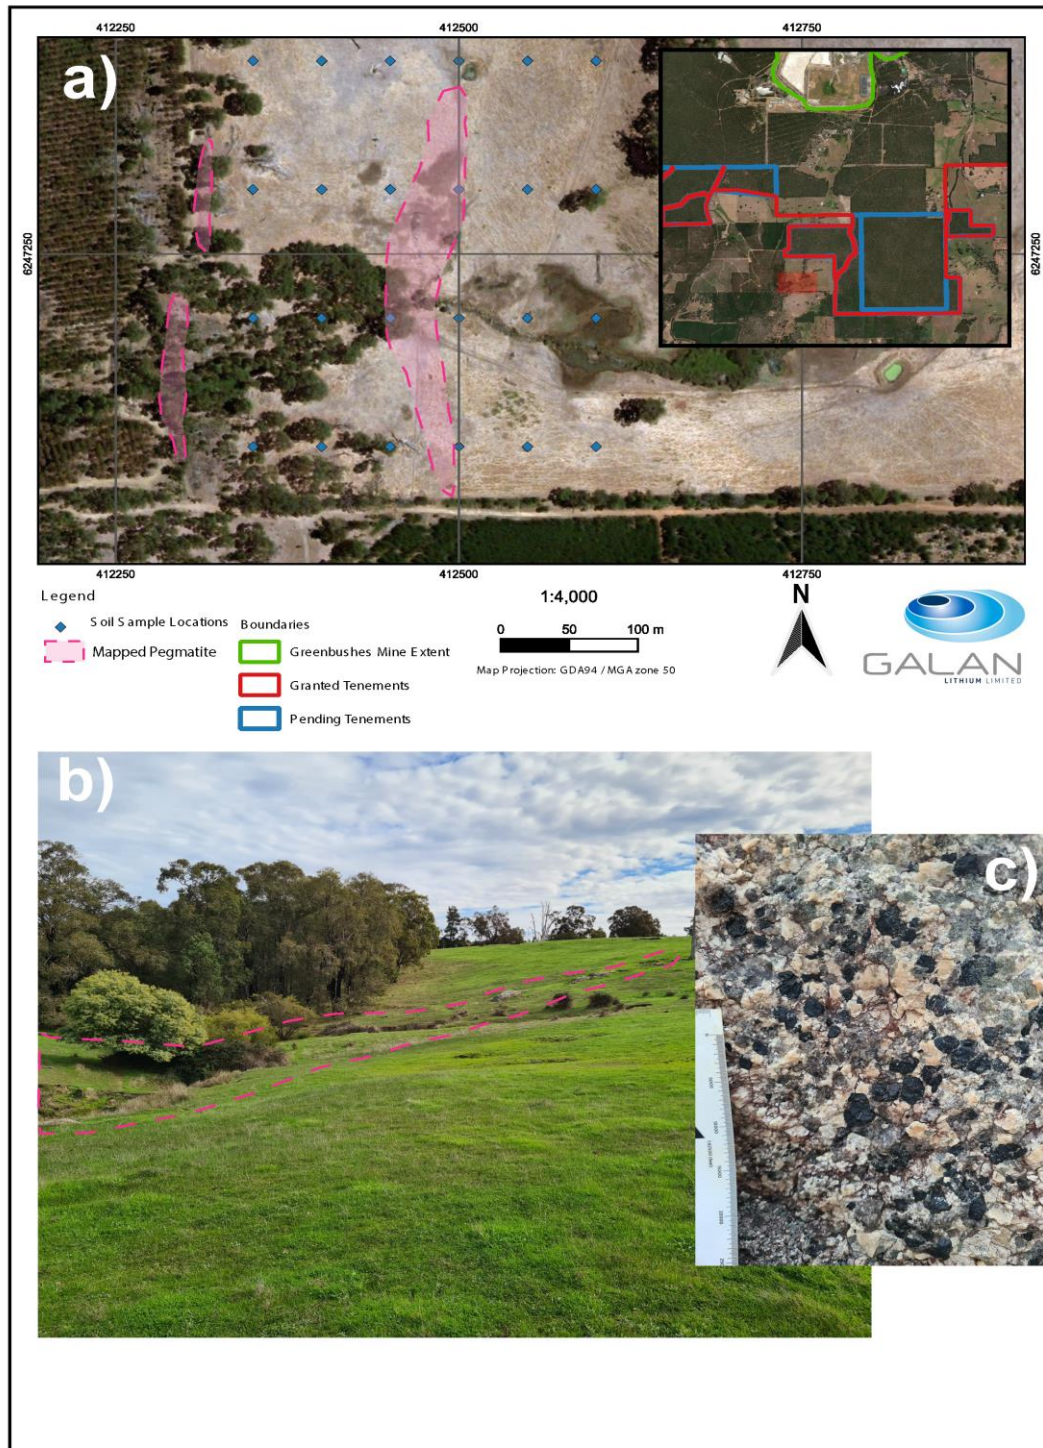 412250 412500 412750
a)
6247250 6247250
412250 412500 412750
Legend
Soil Sample Locations
Mapped Pegmatite
Boundaries
Greenbushes Mine Extent
Granted Tenements
Pending Tenements
1:4,000
0 50 100 m
Map Projection: GDA94 / MGA zone 50
N
GALAN
LITHIUM LIMITED
b)
c)